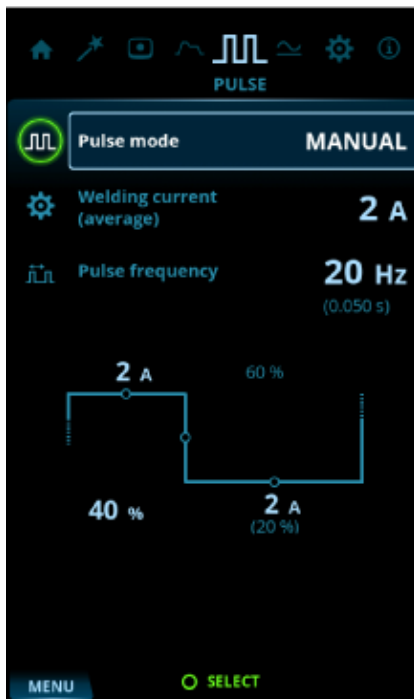 PULSE
Pulse mode MANUAL
Welding current
(average)
2 A
Pulse frequency 20 Hz
(0.050 s)
2 A 60 %
40 % 2 A
(20 %)
MENU SELECT